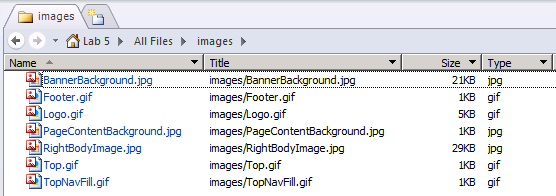 images
Lab 5 All Files images
Name Title Size Type
BannerBackground.jpg images/BannerBackground.jpg 21KB jpg
Footer.gif images/Footer.gif 1KB gif
Logo.gif images/Logo.gif 5KB gif
PageContentBackground.jpg images/PageContentBackground.jpg 1KB jpg
RightBodyImage.jpg images/RightBodyImage.jpg 29KB jpg
Top.gif images/Top.gif 1KB gif
TopNavFill.gif images/TopNavFill.gif 1KB gif